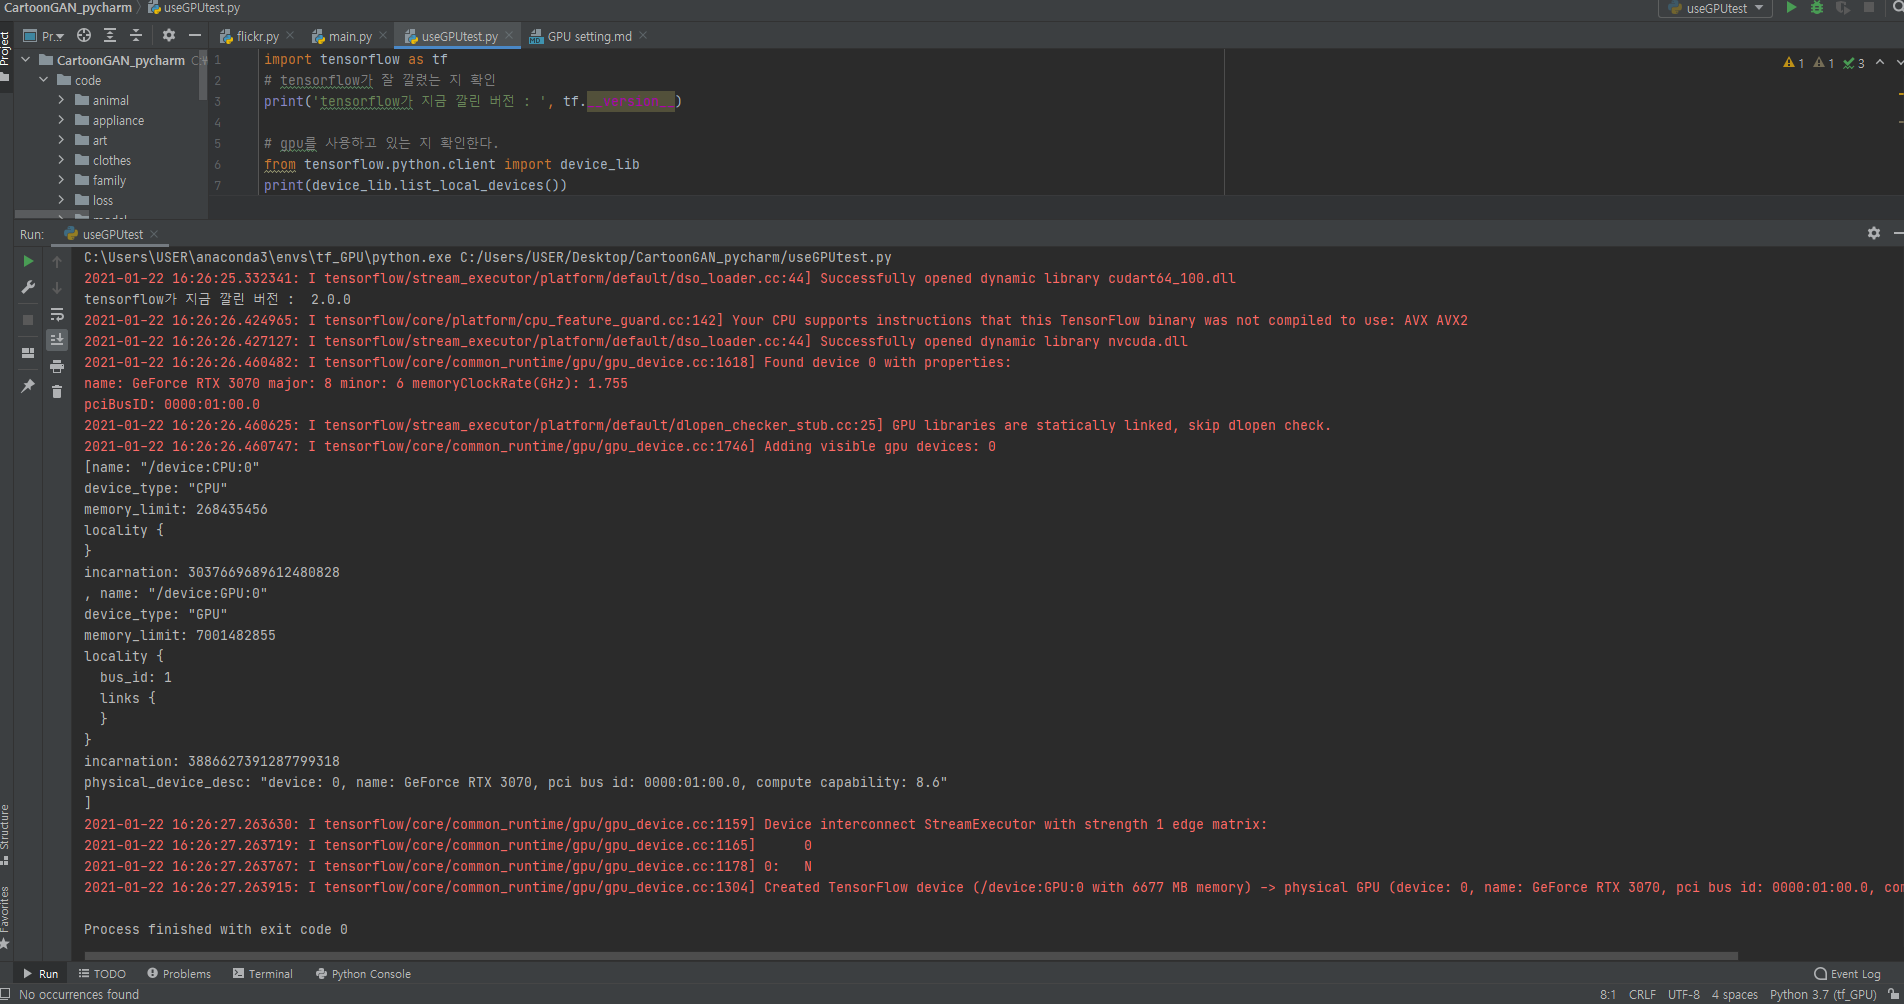 CartoonGAN_pycharm
useGPUtest.py
useGPUtest
Project
Pr...
flickr.py
main.py
useGPUtest.py
GPU setting.md
CartoonGAN_pycharm
code
animal
appliance
art
clothes
family
loss
1 import tensorflow as tf
2 # tensorflow가 잘 깔렸는 지 확인
3 print('tensorflow가 지금 깔린 버전 : ', tf.__version__)
4
5 # gpu를 사용하고 있는 지 확인한다.
6 from tensorflow.python.client import device_lib
7 print(device_lib.list_local_devices())
1 1 3
Run: useGPUtest
C:\Users\USER\anaconda3\envs\tf_GPU\python.exe C:/Users/USER/Desktop/CartoonGAN_pycharm/useGPUtest.py
2021-01-22 16:26:25.332341: I tensorflow/stream_executor/platform/default/dso_loader.cc:44] Successfully opened dynamic library cudart64_100.dll
tensorflow가 지금 깔린 버전 :  2.0.0
2021-01-22 16:26:26.424965: I tensorflow/core/platform/cpu_feature_guard.cc:142] Your CPU supports instructions that this TensorFlow binary was not compiled to use: AVX AVX2
2021-01-22 16:26:26.427127: I tensorflow/stream_executor/platform/default/dso_loader.cc:44] Successfully opened dynamic library nvcuda.dll
2021-01-22 16:26:26.460482: I tensorflow/core/common_runtime/gpu/gpu_device.cc:1618] Found device 0 with properties:
name: GeForce RTX 3070 major: 8 minor: 6 memoryClockRate(GHz): 1.755
pciBusID: 0000:01:00.0
2021-01-22 16:26:26.460625: I tensorflow/stream_executor/platform/default/dlopen_checker_stub.cc:25] GPU libraries are statically linked, skip dlopen check.
2021-01-22 16:26:26.460747: I tensorflow/core/common_runtime/gpu/gpu_device.cc:1746] Adding visible gpu devices: 0
[name: "/device:CPU:0"
device_type: "CPU"
memory_limit: 268435456
locality {
}
incarnation: 3037669689612480828
, name: "/device:GPU:0"
device_type: "GPU"
memory_limit: 7001482855
locality {
  bus_id: 1
  links {
  }
}
incarnation: 3886627391287799318
physical_device_desc: "device: 0, name: GeForce RTX 3070, pci bus id: 0000:01:00.0, compute capability: 8.6"
]
2021-01-22 16:26:27.263630: I tensorflow/core/common_runtime/gpu/gpu_device.cc:1159] Device interconnect StreamExecutor with strength 1 edge matrix:
2021-01-22 16:26:27.263719: I tensorflow/core/common_runtime/gpu/gpu_device.cc:1165]      0
2021-01-22 16:26:27.263767: I tensorflow/core/common_runtime/gpu/gpu_device.cc:1178] 0:   N
2021-01-22 16:26:27.263915: I tensorflow/core/common_runtime/gpu/gpu_device.cc:1304] Created TensorFlow device (/device:GPU:0 with 6677 MB memory) -> physical GPU (device: 0, name: GeForce RTX 3070, pci bus id: 0000:01:00.0,
Process finished with exit code 0
Structure
Favorites
Run
TODO
Problems
Terminal
Python Console
Event Log
No occurrences found
8:1 CRLF UTF-8 4 spaces Python 3.7 (tf_GPU)